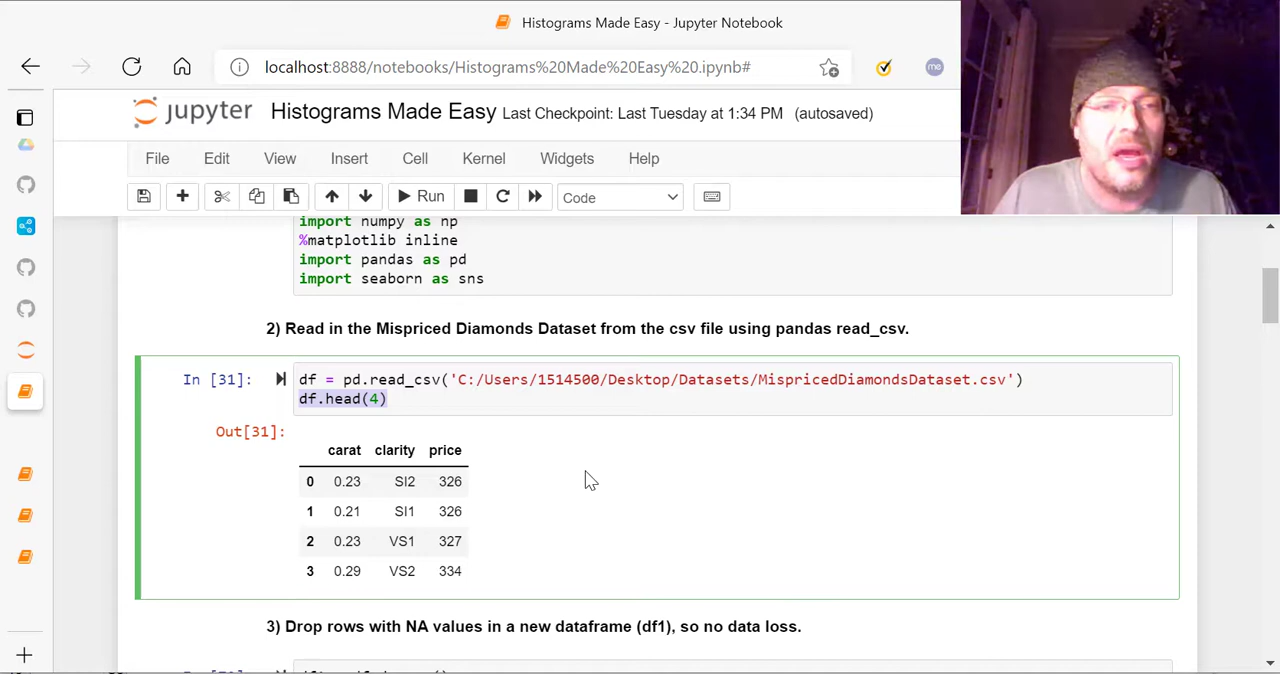 Histograms Made Easy - Jupyter Notebook
localhost:8888/notebooks/Histograms%20Made%20Easy%20.ipynb#
me
jupyter Histograms Made Easy Last Checkpoint: Last Tuesday at 1:34 PM (autosaved)
File Edit View Insert Cell Kernel Widgets Help
Run Code
import numpy as np
%matplotlib inline
import pandas as pd
import seaborn as sns
2) Read in the Mispriced Diamonds Dataset from the csv file using pandas read_csv.
In [31]: df = pd.read_csv('C:/Users/1514500/Desktop/Datasets/MispricedDiamondsDataset.csv')
df.head(4)
Out[31]:
carat clarity price
0 0.23 SI2 326
1 0.21 SI1 326
2 0.23 VS1 327
3 0.29 VS2 334
3) Drop rows with NA values in a new dataframe (df1), so no data loss.